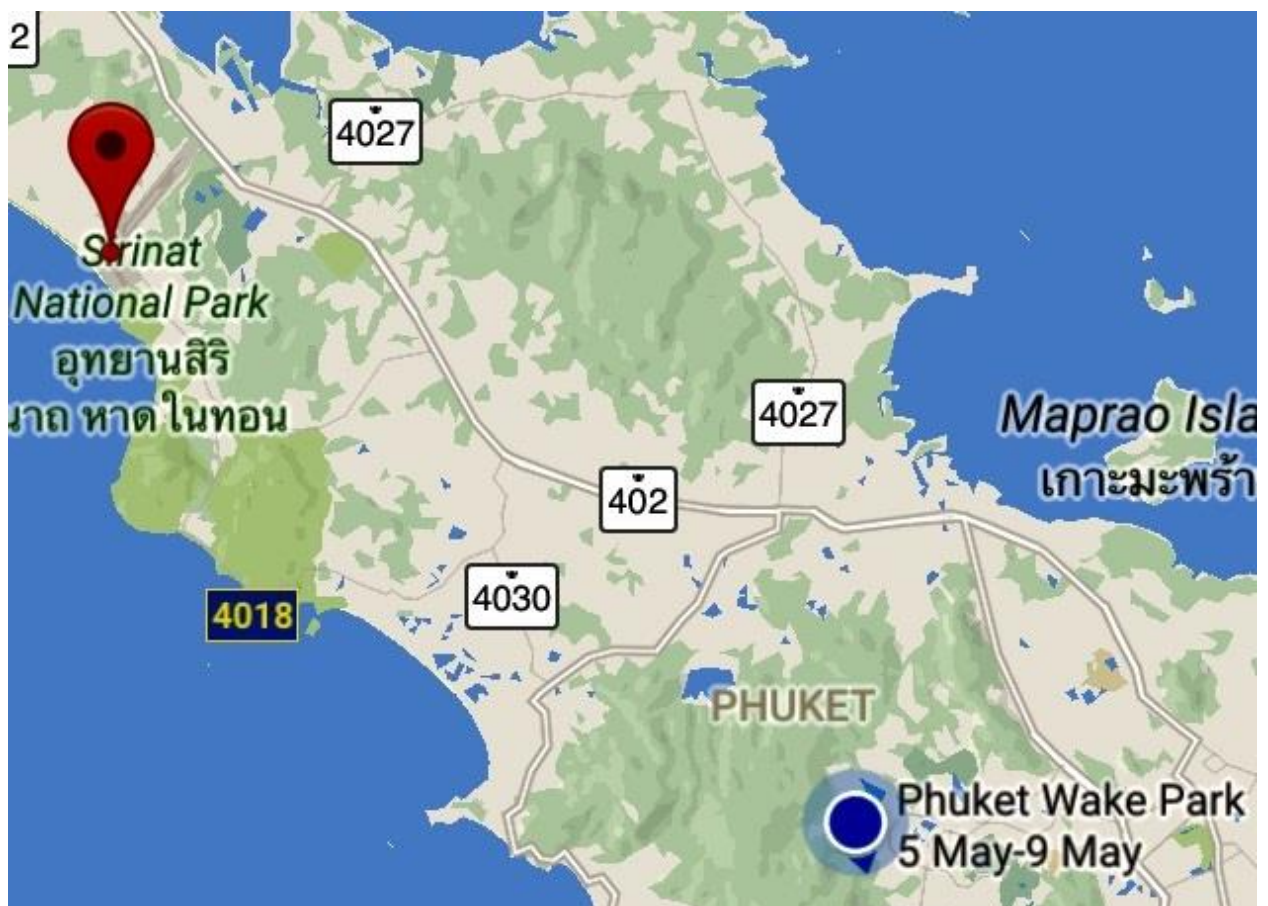 2
4027
Sirinat
National Park
อุทยานสิริ
นาถ หาดในทอน
4027
Maprao Isla
เกาะมะพร้า
402
4030
4018
PHUKET
Phuket Wake Park
5 May-9 May